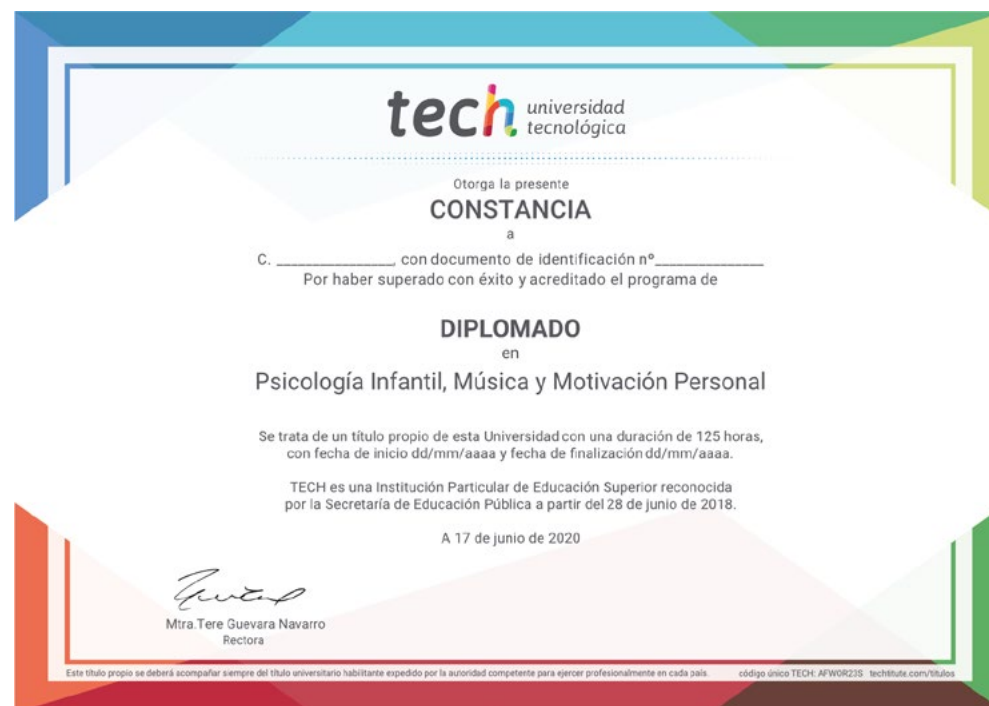 tech universidad
tecnológica
Otorga la presente
CONSTANCIA
a
C. ________________, con documento de identificación nº_______________
Por haber superado con éxito y acreditado el programa de
DIPLOMADO
en
Psicología Infantil, Música y Motivación Personal
Se trata de un título propio de esta Universidad con una duración de 125 horas,
con fecha de inicio dd/mm/aaaa y fecha de finalización dd/mm/aaaa.
TECH es una Institución Particular de Educación Superior reconocida
por la Secretaría de Educación Pública a partir del 28 de junio de 2018.
A 17 de junio de 2020
Mtra.Tere Guevara Navarro
Rectora
Este título propio se deberá acompañar siempre del título universitario habilitante expedido por la autoridad competente para ejercer profesionalmente en cada país. código único TECH: AFWOR23S techtitute.com/titulos